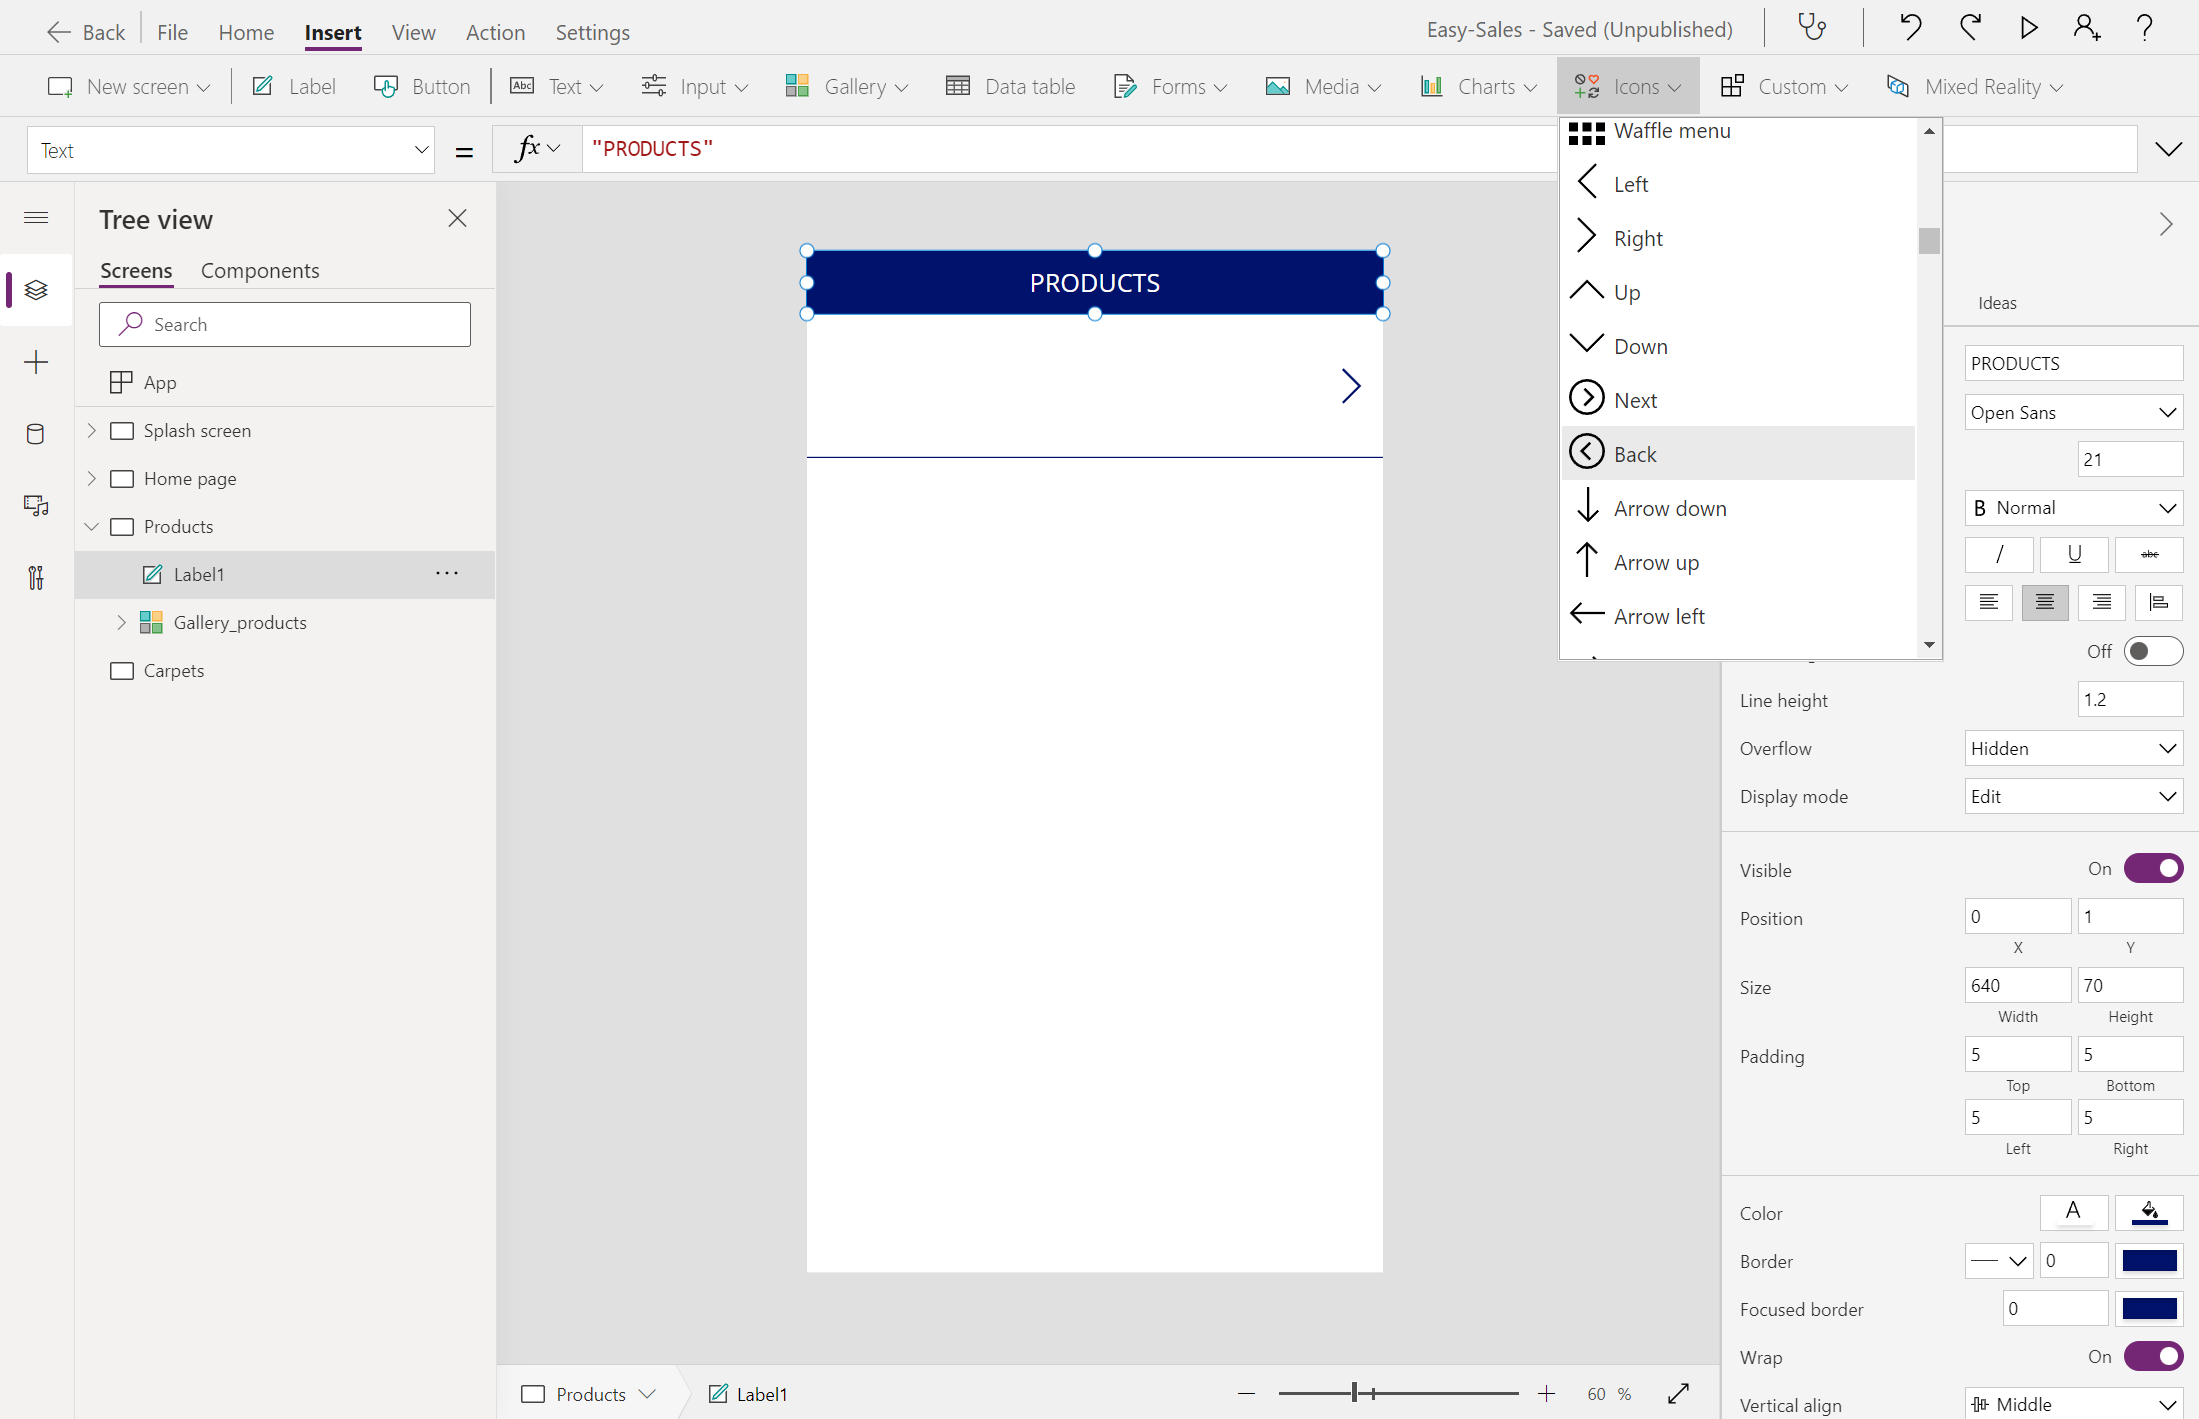 Back File Home Insert View Action Settings Easy-Sales - Saved (Unpublished)
New screen Label Button Abc Text Input Gallery Data table Forms Media Charts Icons Custom Mixed Reality
Text = fx "PRODUCTS"
Tree view
Screens Components
Search
App
Splash screen
Home page
Products
Label1 ...
Gallery_products
Carpets
PRODUCTS
Waffle menu
Left
Right
Up
Down
Next
Back
Arrow down
Arrow up
Arrow left
Ideas
PRODUCTS
Open Sans
21
B Normal
/ U abc
Off
Line height 1.2
Overflow Hidden
Display mode Edit
Visible On
Position 0 1
X Y
Size 640 70
Width Height
Padding 5 5
Top Bottom
5 5
Left Right
Color A
Border 0
Focused border 0
Wrap On
Vertical align Middle
Products Label1 60 %